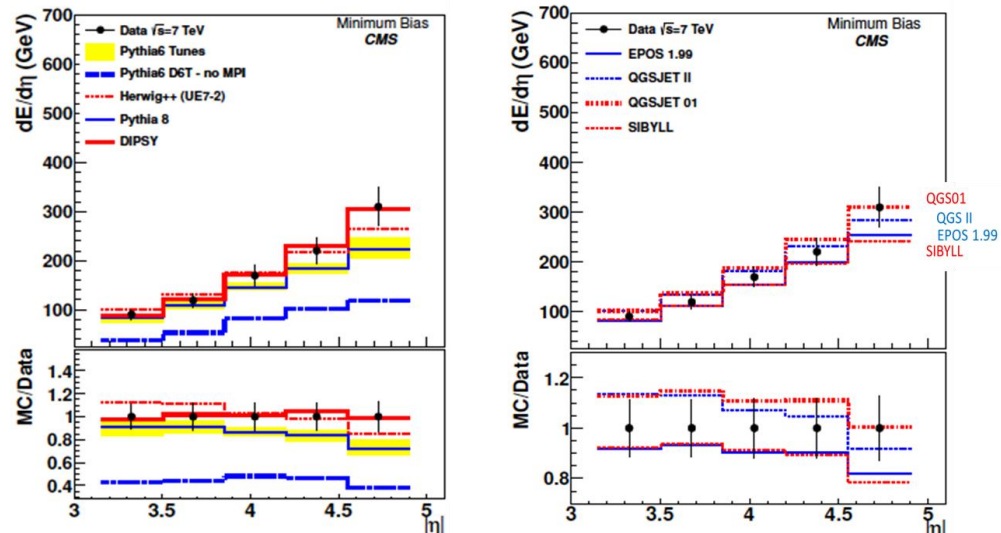 Minimum Bias
CMS
Data √s=7 TeV
Pythia6 Tunes
Pythia6 D6T - no MPI
Herwig++ (UE7-2)
Pythia 8
DIPSY
dE/dη [GeV]
700
600
500
400
300
200
100
MC/Data
1.4
1.2
1
0.8
0.6
0.4
3 3.5 4 4.5 5
|η|
Minimum Bias
CMS
Data √s=7 TeV
EPOS 1.99
QGSJET II
QGSJET 01
SIBYLL
dE/dη [GeV]
700
600
500
400
300
200
100
QGS01
QGS II
EPOS 1.99
SIBYLL
MC/Data
1.2
1
0.8
3 3.5 4 4.5 5
|η|